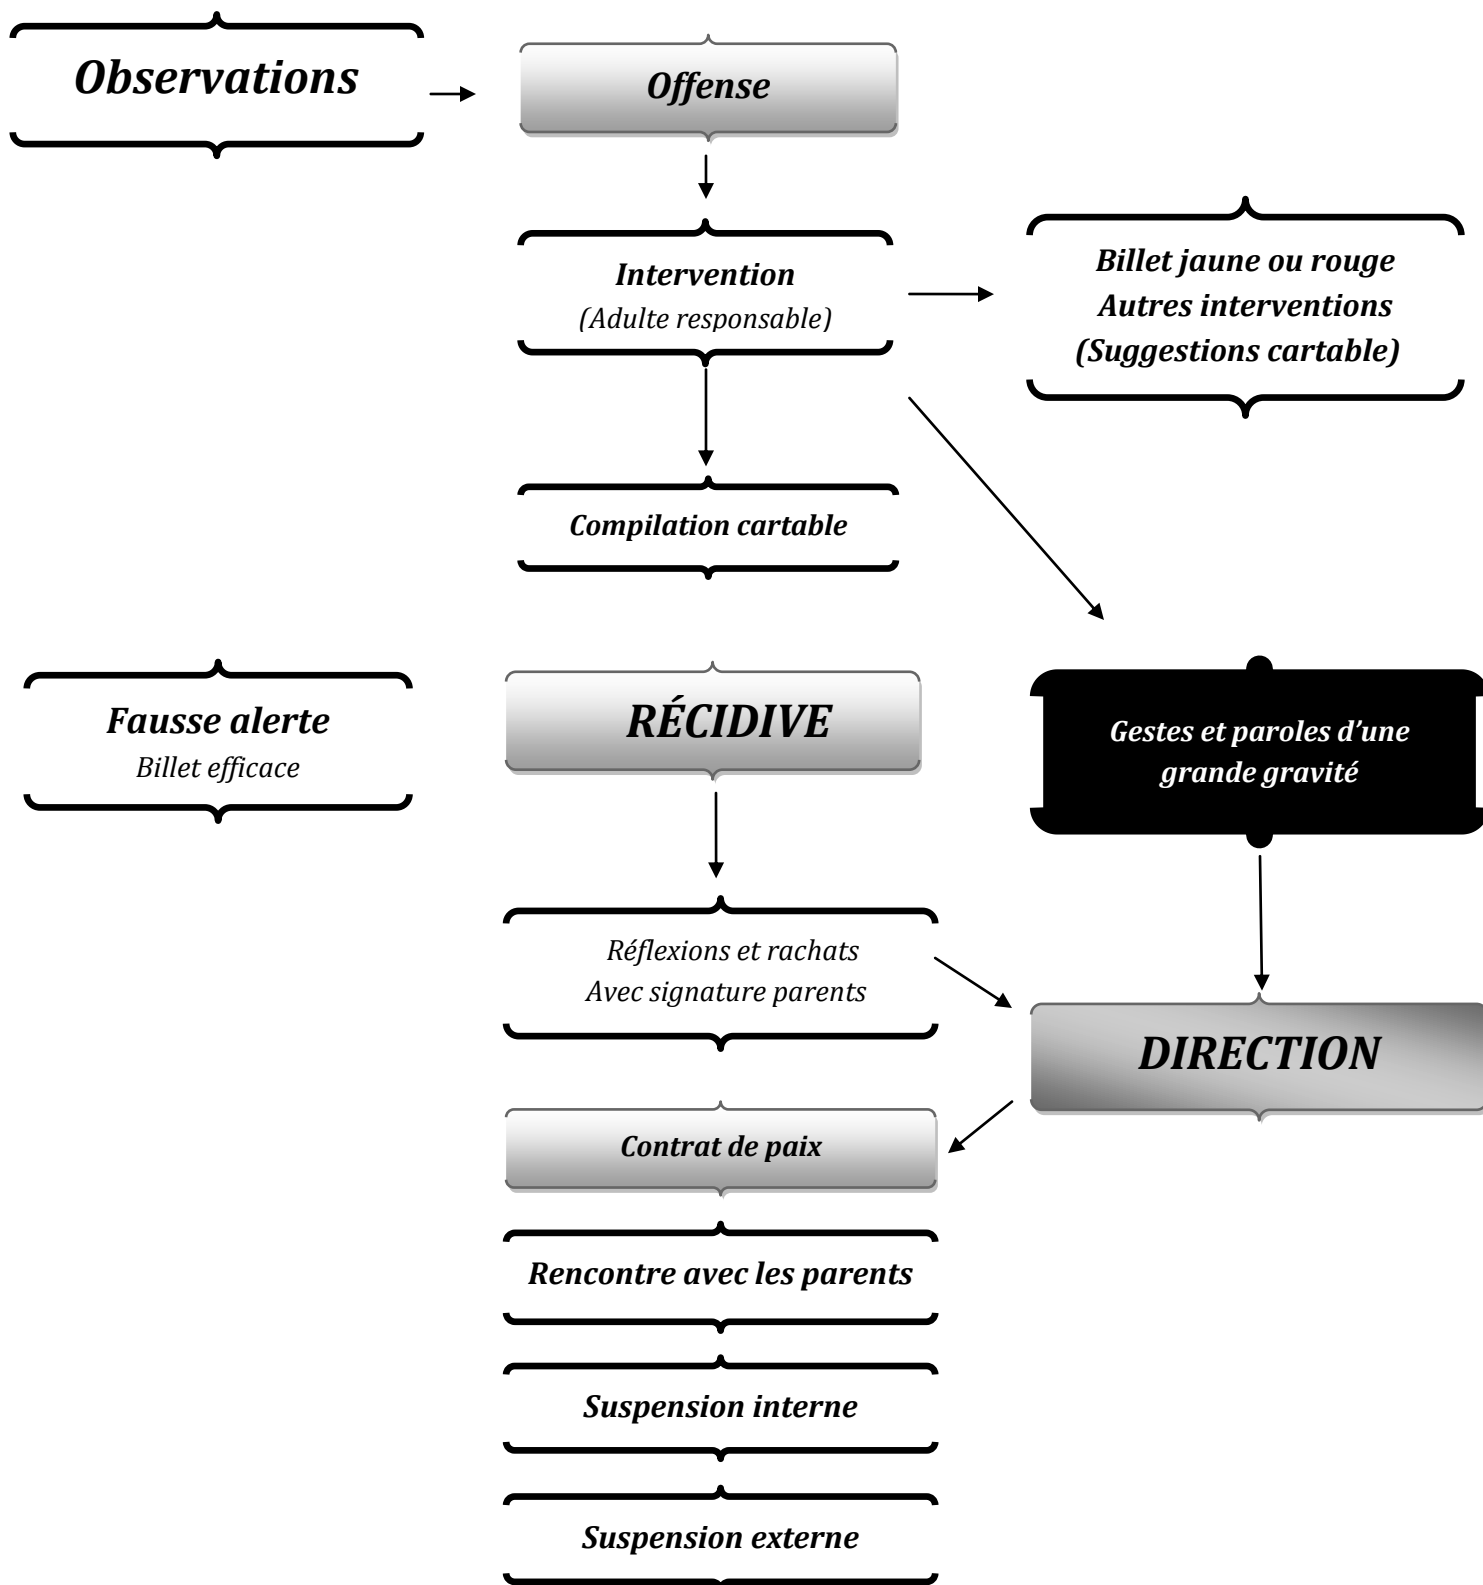 Observations
Offense
Intervention
(Adulte responsable)
Billet jaune ou rouge
Autres interventions
(Suggestions cartable)
Compilation cartable
Fausse alerte
Billet efficace
RÉCIDIVE
Gestes et paroles d’une
grande gravité
Réflexions et rachats
Avec signature parents
DIRECTION
Contrat de paix
Rencontre avec les parents
Suspension interne
Suspension externe